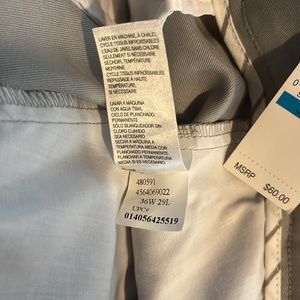 LAVER EN MACHINE, À CHAUD,
CYCLE TISSUS INFROISSABLES
L'EAU DE JAVEL SANS CHLORE
SEULEMENT SI NÉCESSAIRE
SÉCHOIR, TEMPÉRATURE
MOYENNE
CYCLE TISSUS INFROISSABLES
REPASSAGE À HAUTE
TEMPÉRATURE
SI NÉCESSAIRE
LAVAR A MÁQUINA
CON AGUA TIBIA,
CICLO DE PLANCHADO
PERMANENTE
SÓLO BLANQUEADOR SIN
CLORO CUANDO
SEA NECESARIO
SECAR A MÁQUINA
TEMPERATURA MEDIA CON
PLANCHADO PERMANENTE
PLANCHAR CON
TEMPERATURA MEDIA
SI ES NECESARIO
480591
4564069022
36W 29L
UPC#
014056425519
MSRP $60.00